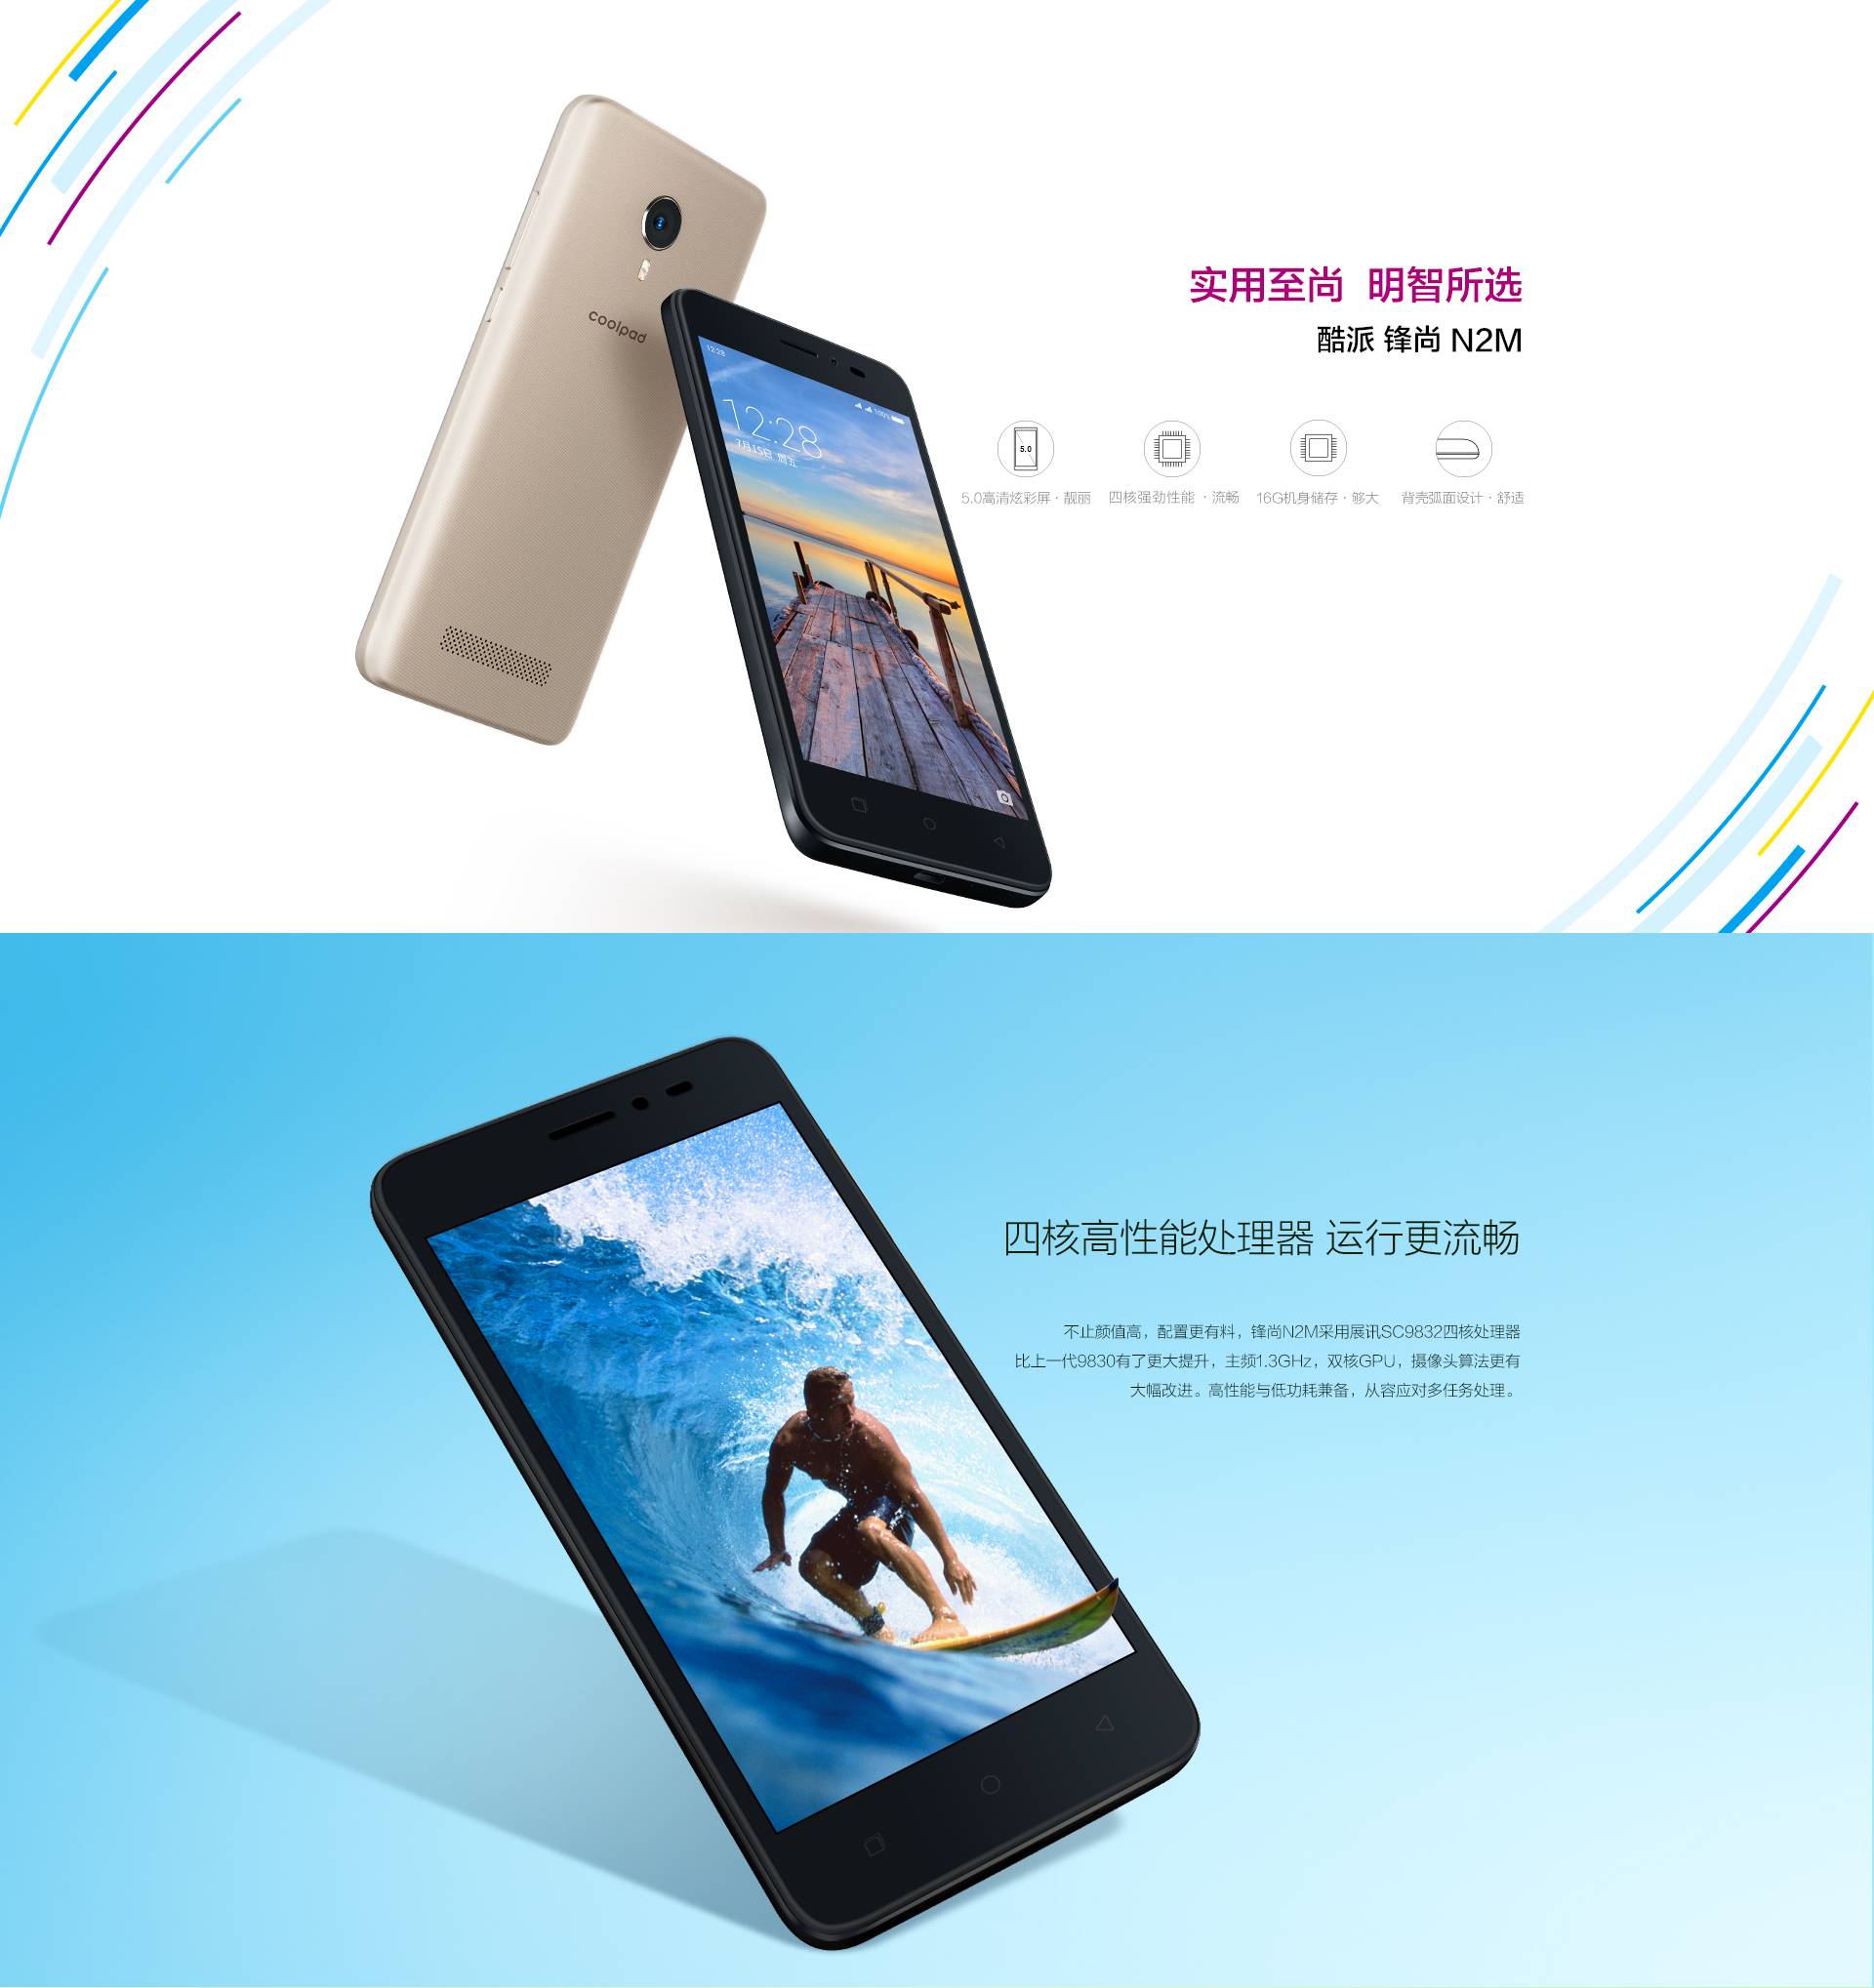 coolpad
12:28
100%
12:28
7月15日 周五
实用至尚 明智所选
酷派 锋尚 N2M
5.0
5.0高清炫彩屏·靓丽
四核强劲性能 ·流畅
16G机身储存·够大
背壳弧面设计·舒适
四核高性能处理器 运行更流畅
不止颜值高，配置更有料，锋尚N2M采用展讯SC9832四核处理器
比上一代9830有了更大提升，主频1.3GHz，双核GPU，摄像头算法更有
大幅改进。高性能与低功耗兼备，从容应对多任务处理。